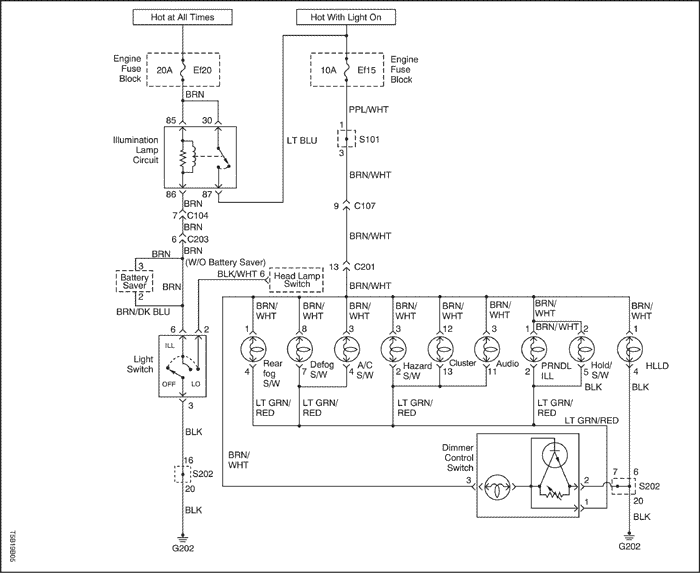 Hot at All Times
Hot With Light On
Engine
Fuse
Block
20A
Ef20
10A
Ef15
Engine
Fuse
Block
BRN
PPL/WHT
85
30
1
S101
3
Illumination
Lamp
Circuit
LT BLU
BRN/WHT
86
87
BRN
7
C104
BRN
9
C107
6
C203
BRN
BRN/WHT
BRN
(W/O Battery Saver)
BLK/WHT
6
Head Lamp
Switch
13
C201
3
Battery
Saver
2
BRN
BRN/WHT
BRN/DK BLU
BRN/
WHT
BRN/
WHT
BRN/
WHT
BRN/
WHT
BRN/
WHT
BRN/
WHT
BRN/
WHT
BRN/ WHT
BRN/
WHT
6
2
1
8
3
3
12
3
1
2
1
ILL
Light
Switch
OFF
LO
4
Rear
fog
S/W
7
Defog
S/W
4
A/C
S/W
2
Hazard
S/W
13
Cluster
11
Audio
2
PRNDL
ILL
5
Hold/
S/W
4
HLLD
BLK
BLK
3
LT GRN/
RED
LT GRN/
RED
LT GRN/
RED
LT GRN/
RED
LT GRN/RED
BLK
BRN/
WHT
Dimmer
Control
Switch
16
S202
20
3
2
1
7
6
S202
20
BLK
BLK
G202
G202
TSB19B05